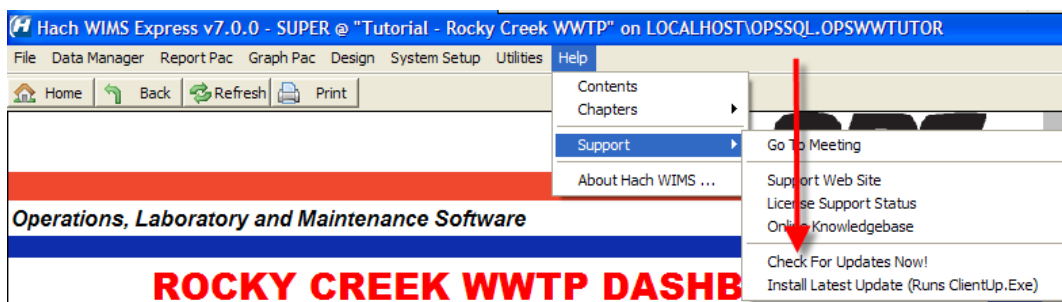 Hach WIMS Express v7.0.0 - SUPER @ "Tutorial - Rocky Creek WWTP" on LOCALHOST\OPSSQL.OPSWWTUTOR
File Data Manager Report Pac Graph Pac Design System Setup Utilities Help
Home Back Refresh Print
Contents
Chapters
Support
About Hach WIMS ...
Go To Meeting
Support Web Site
License Support Status
Online Knowledgebase
Check For Updates Now!
Install Latest Update (Runs ClientUp.Exe)
Operations, Laboratory and Maintenance Software
ROCKY CREEK WWTP DASHB